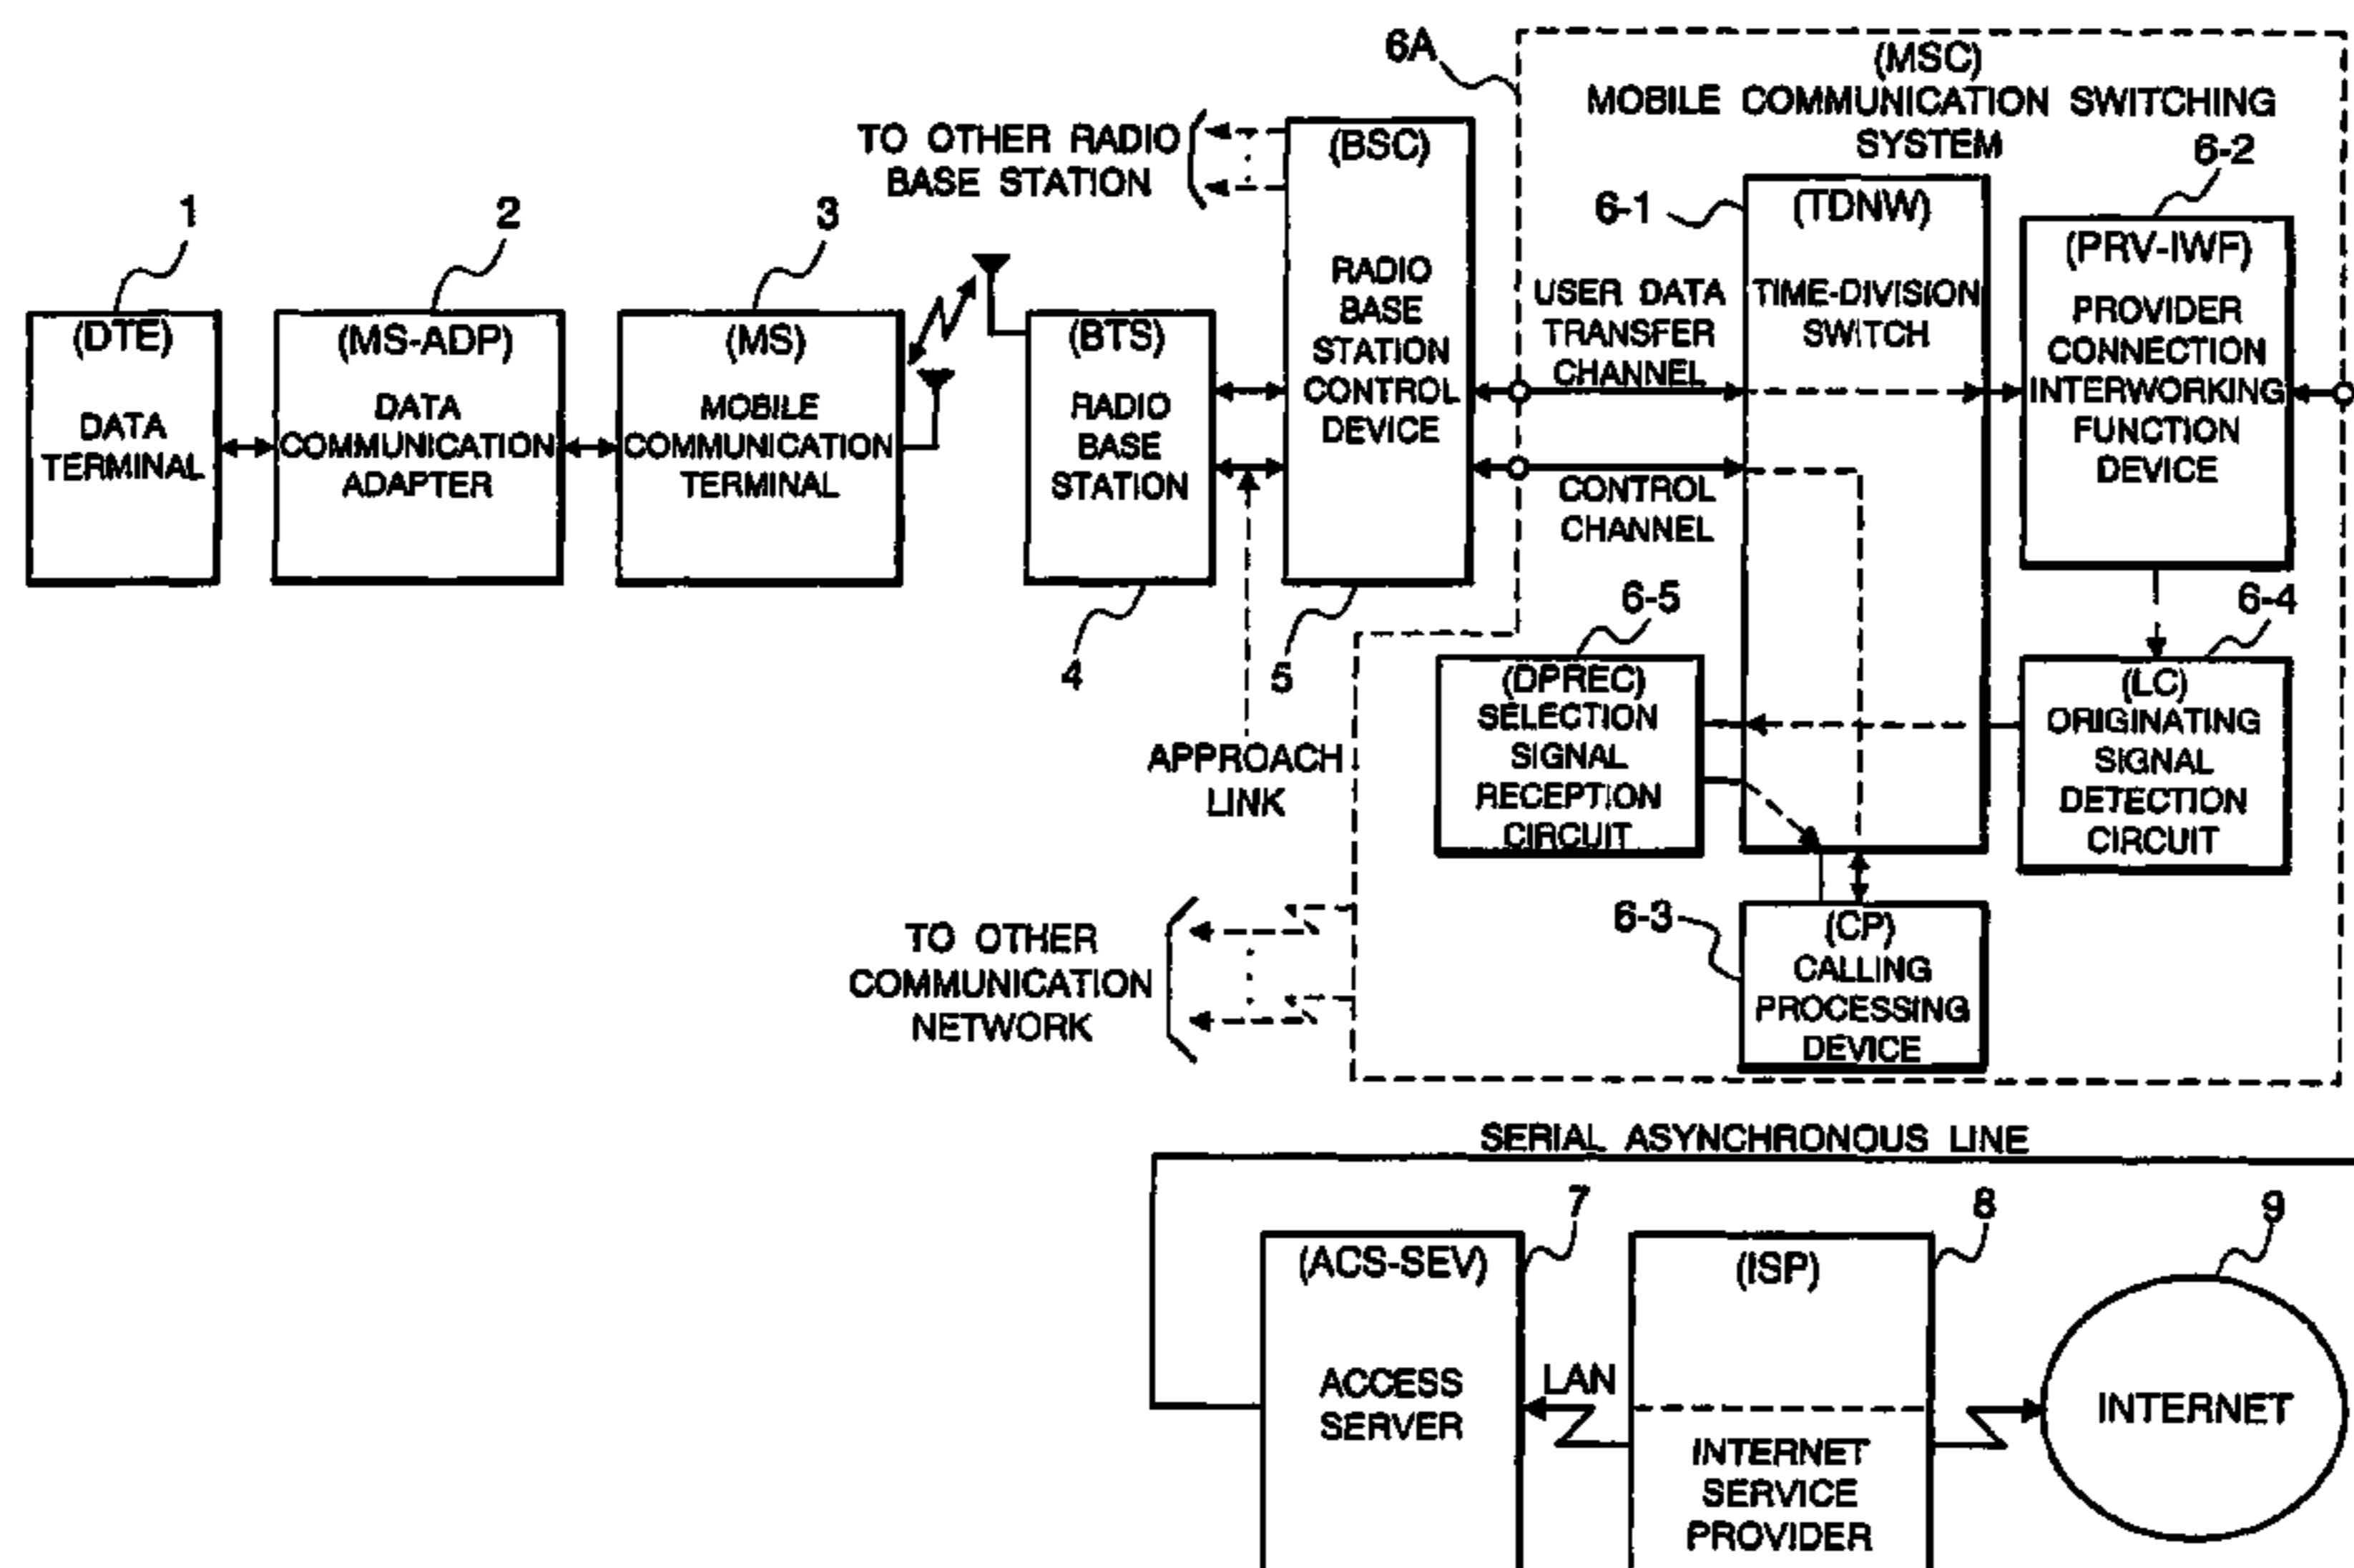 6A
(MSC)
MOBILE COMMUNICATION SWITCHING
SYSTEM
TO OTHER RADIO
BASE STATION
(BSC)
RADIO
BASE
STATION
CONTROL
DEVICE
5
6-1
(TDNW)
TIME-DIVISION
SWITCH
6-2
(PRV-IWF)
PROVIDER
CONNECTION
INTERWORKING
FUNCTION
DEVICE
1
(DTE)
DATA
TERMINAL
2
(MS-ADP)
DATA
COMMUNICATION
ADAPTER
3
(MS)
MOBILE
COMMUNICATION
TERMINAL
(BTS)
RADIO
BASE
STATION
4
USER DATA
TRANSFER
CHANNEL
CONTROL
CHANNEL
APPROACH
LINK
6-5
(DPREC)
SELECTION
SIGNAL
RECEPTION
CIRCUIT
6-4
(LC)
ORIGINATING
SIGNAL
DETECTION
CIRCUIT
6-3
(CP)
CALLING
PROCESSING
DEVICE
TO OTHER
COMMUNICATION
NETWORK
SERIAL ASYNCHRONOUS LINE
7
(ACS-SEV)
ACCESS
SERVER
LAN
8
(ISP)
INTERNET
SERVICE
PROVIDER
9
INTERNET